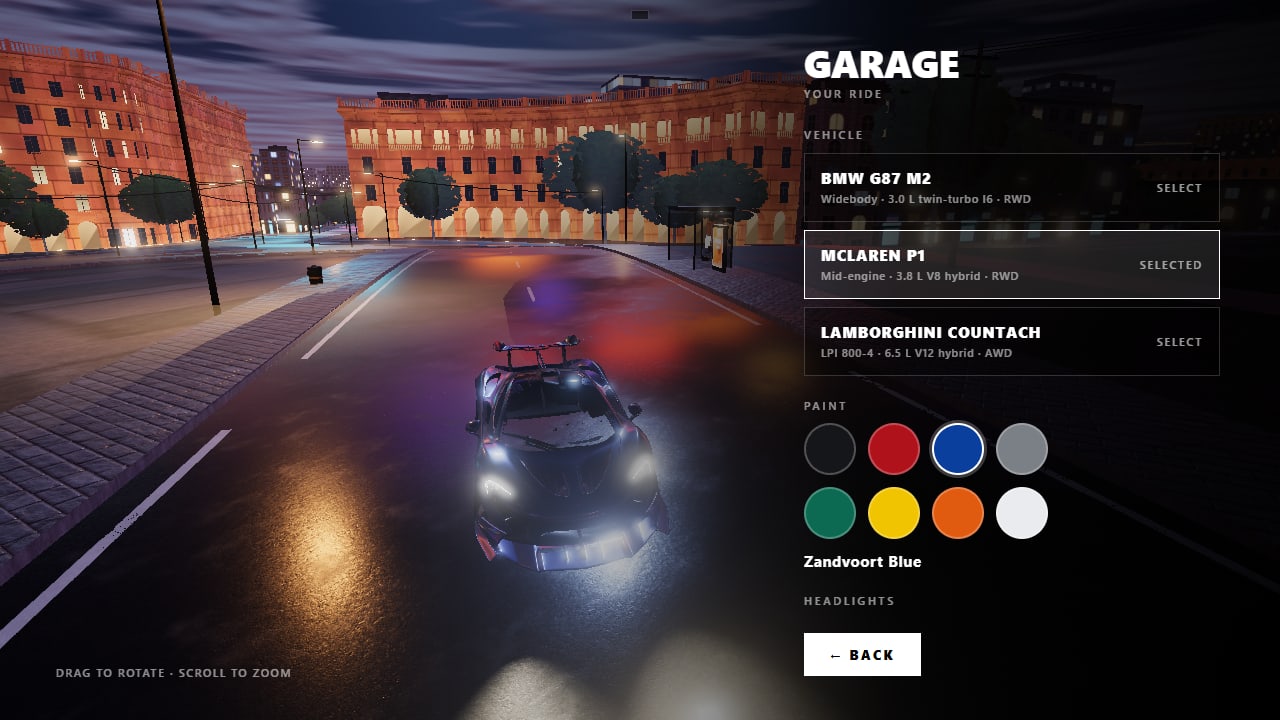 GARAGE
YOUR RIDE
VEHICLE
BMW G87 M2
Widebody · 3.0 L twin-turbo I6 · RWD
SELECT
MCLAREN P1
Mid-engine · 3.8 L V8 hybrid · RWD
SELECTED
LAMBORGHINI COUNTACH
LPI 800-4 · 6.5 L V12 hybrid · AWD
SELECT
PAINT
Zandvoort Blue
HEADLIGHTS
← BACK
DRAG TO ROTATE · SCROLL TO ZOOM